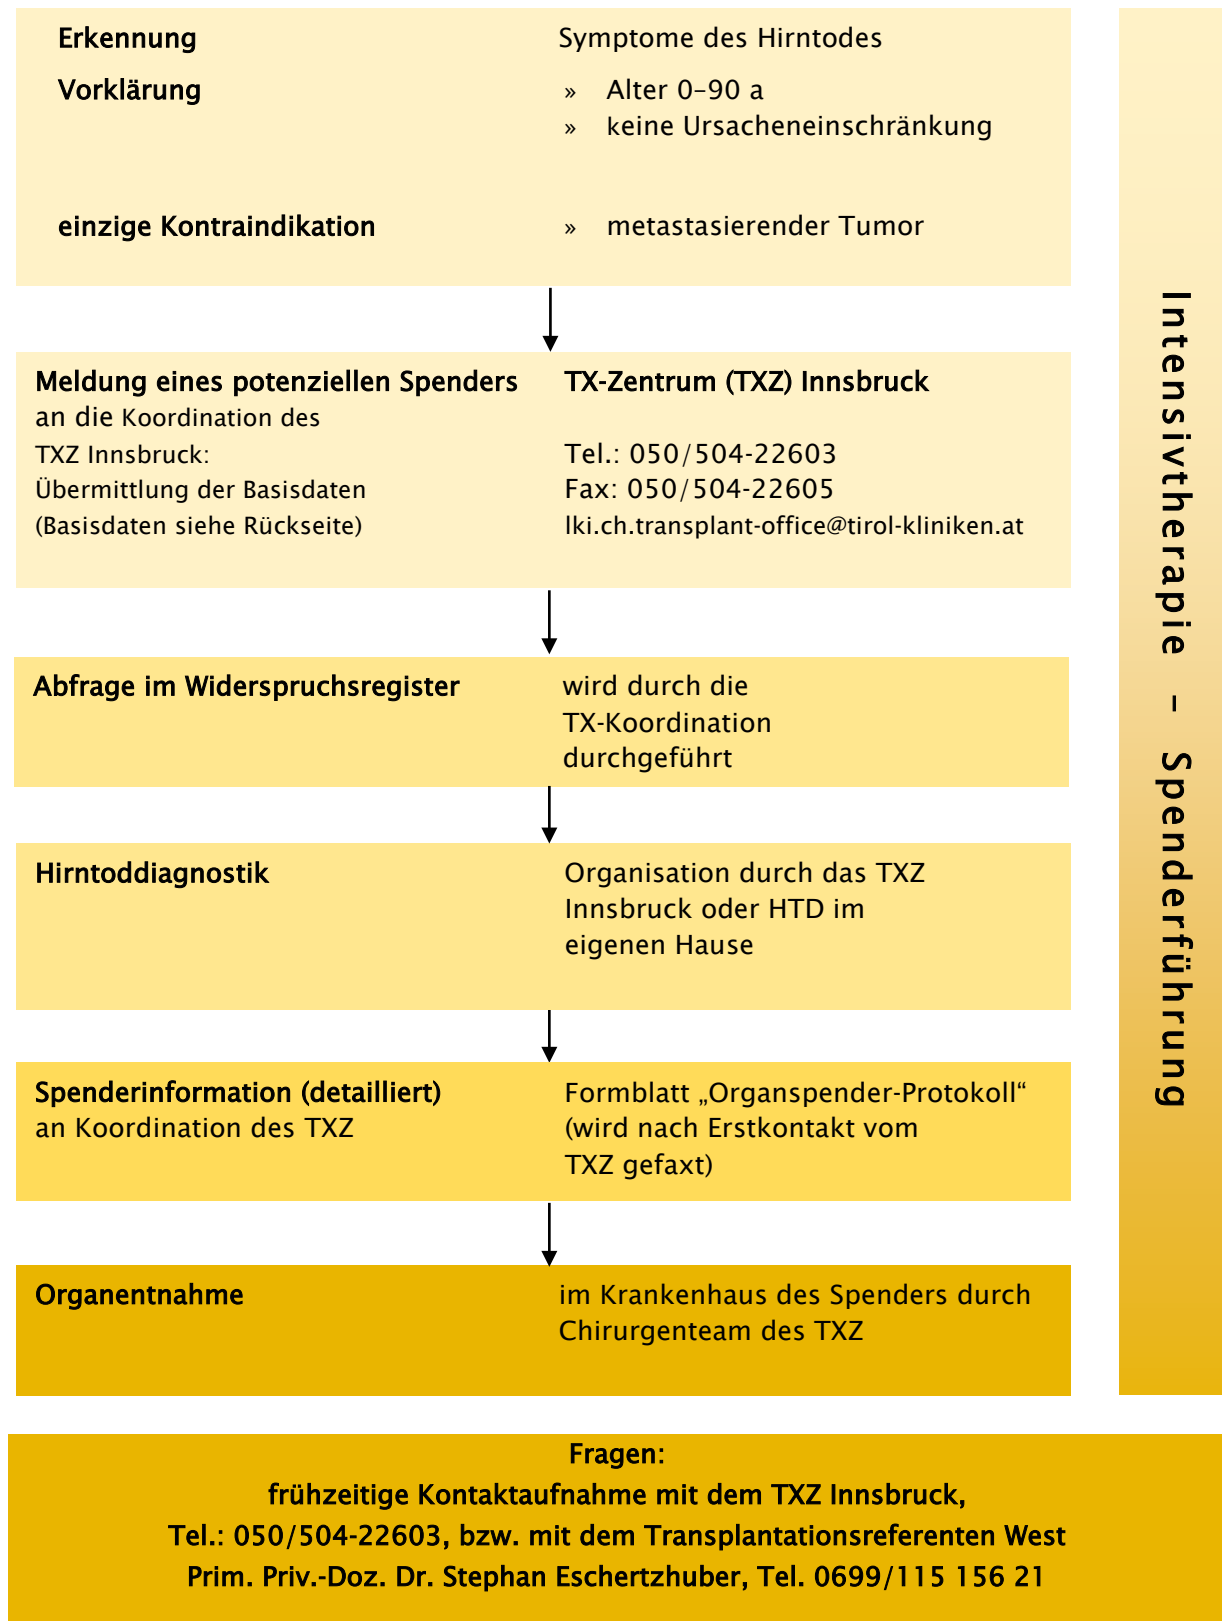 Erkennung Symptome des Hirntodes
Vorklärung » Alter 0–90 a
» keine Ursacheneinschränkung
einzige Kontraindikation » metastasierender Tumor
Meldung eines potenziellen Spenders TX-Zentrum (TXZ) Innsbruck
an die Koordination des
TXZ Innsbruck: Tel.: 050/504-22603
Übermittlung der Basisdaten Fax: 050/504-22605
(Basisdaten siehe Rückseite) lki.ch.transplant-office@tirol-kliniken.at
Abfrage im Widerspruchsregister wird durch die
TX-Koordination
durchgeführt
Hirntoddiagnostik Organisation durch das TXZ
Innsbruck oder HTD im
eigenen Hause
Spenderinformation (detailliert) Formblatt „Organspender-Protokoll“
an Koordination des TXZ (wird nach Erstkontakt vom
TXZ gefaxt)
Organentnahme im Krankenhaus des Spenders durch
Chirurgenteam des TXZ
Intensivtherapie – Spenderführung
Fragen:
frühzeitige Kontaktaufnahme mit dem TXZ Innsbruck,
Tel.: 050/504-22603, bzw. mit dem Transplantationsreferenten West
Prim. Priv.-Doz. Dr. Stephan Eschertzhuber, Tel. 0699/115 156 21